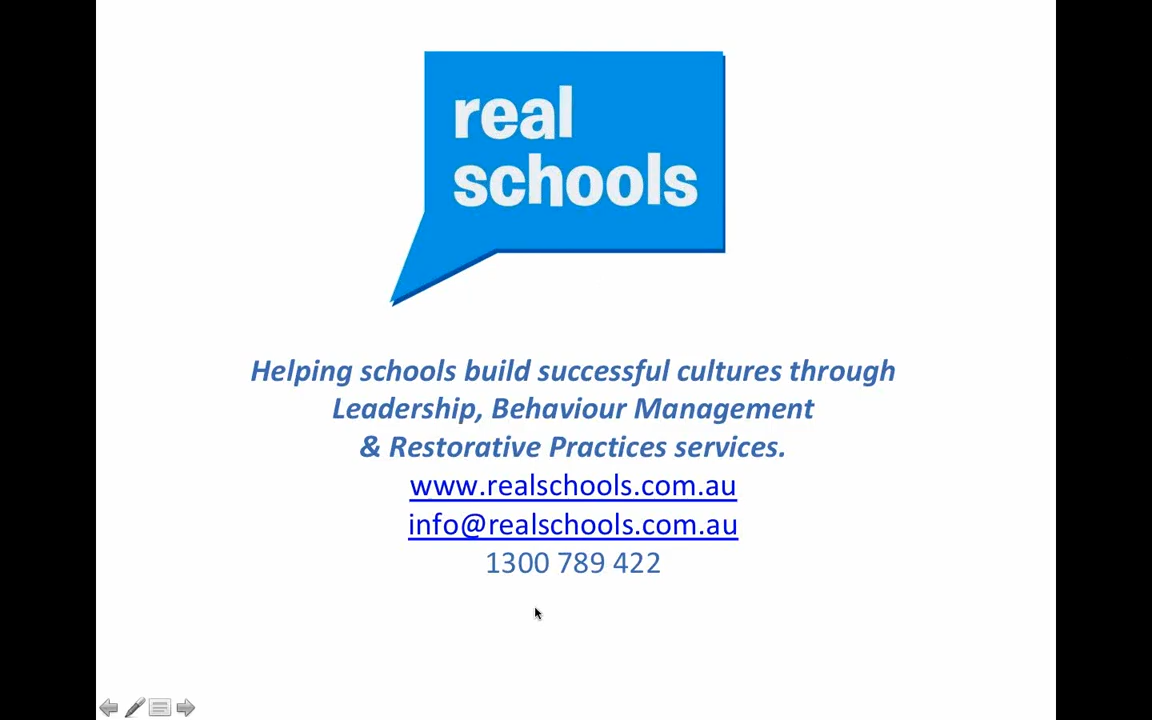 real
schools
Helping schools build successful cultures through
Leadership, Behaviour Management
& Restorative Practices services.
www.realschools.com.au
info@realschools.com.au
1300 789 422